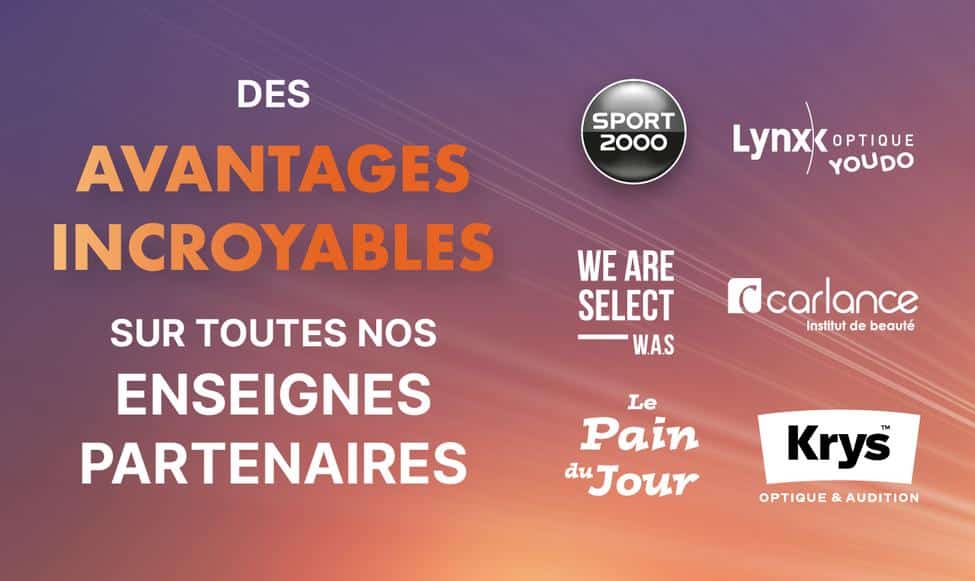 DES
AVANTAGES
INCROYABLES
SUR TOUTES NOS
ENSEIGNES
PARTENAIRES
SPORT
2000
Lynx OPTIQUE
YOUDO
WE ARE
SELECT
W.A.S
carlance
Institut de beauté
Le
Pain
du Jour
Krys™
OPTIQUE & AUDITION